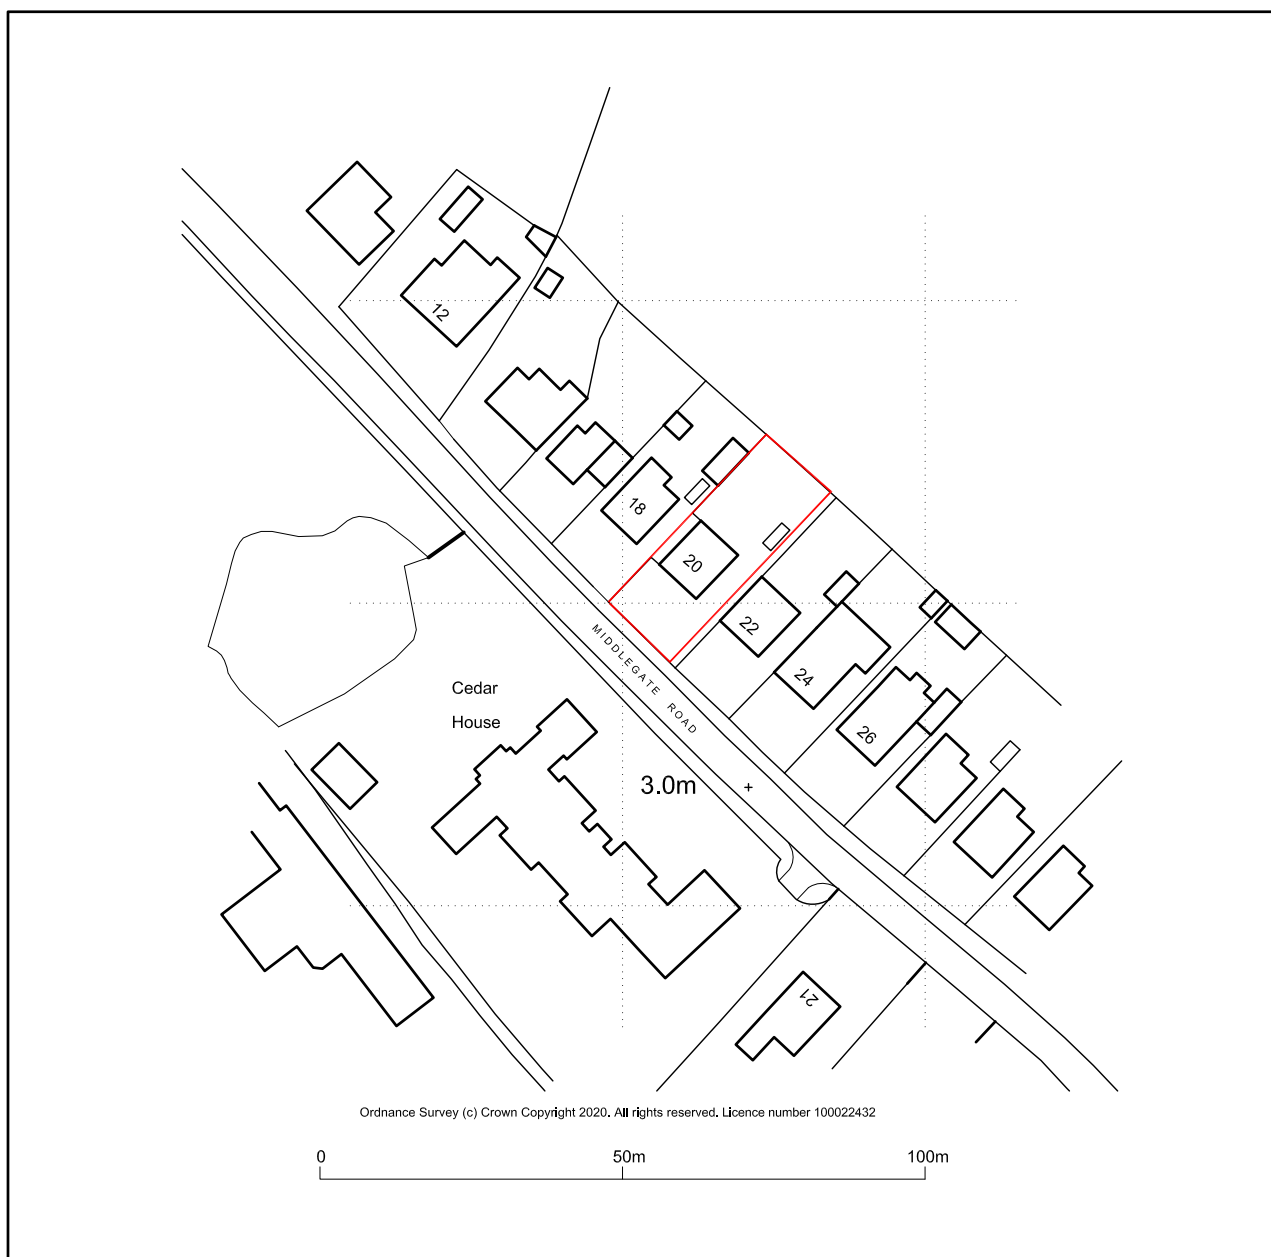 12
18
20
22
MIDDLEGATE ROAD
24
Cedar
House
26
3.0m
21
Ordnance Survey (c) Crown Copyright 2020. All rights reserved. Licence number 100022432
0 50m 100m